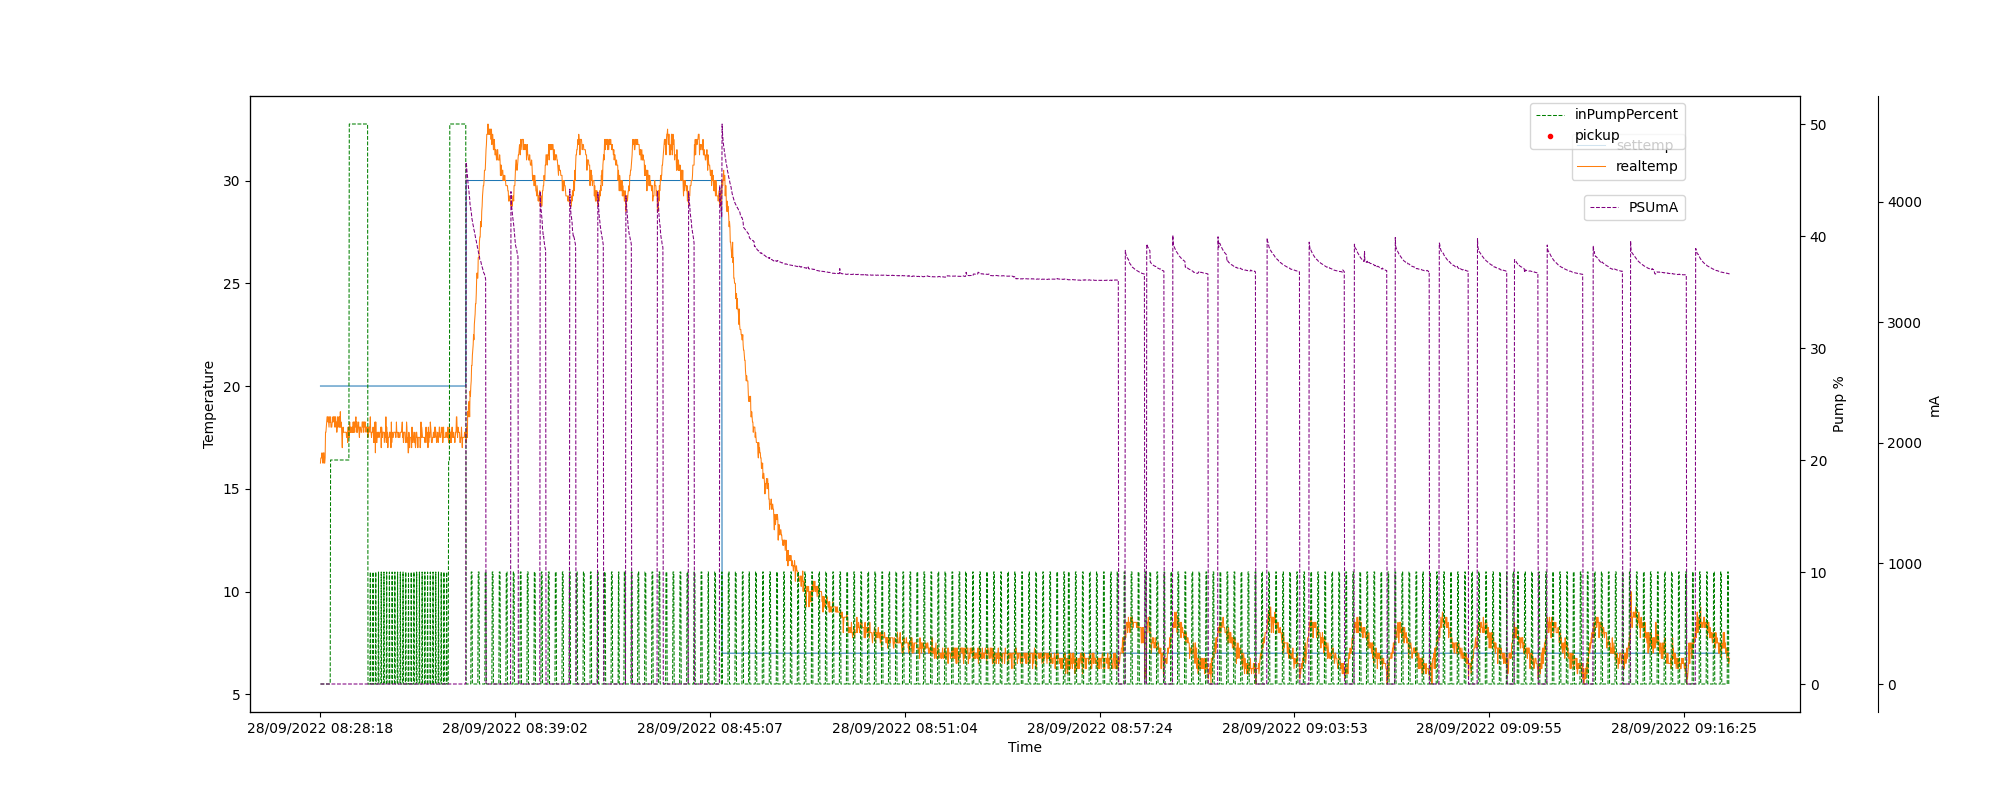 inPumpPercent
pickup
settemp
realtemp
PSUmA
Temperature
30
25
20
15
10
5
50
40
30
20
10
0
Pump %
4000
3000
2000
1000
0
mA
28/09/2022 08:28:18
28/09/2022 08:39:02
28/09/2022 08:45:07
28/09/2022 08:51:04
28/09/2022 08:57:24
28/09/2022 09:03:53
28/09/2022 09:09:55
28/09/2022 09:16:25
Time